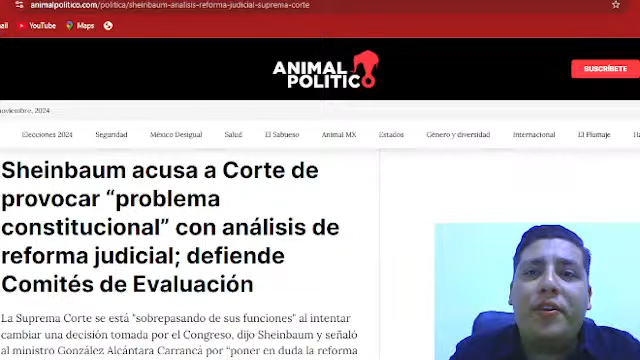 animalpolitico.com/politica/sheinbaum-analisis-reforma-judicial-suprema-corte
ail YouTube Maps
ANIMAL
POLITICO
SUSCRÍBETE
noviembre, 2024
Elecciones 2024 Seguridad México Desigual Salud El Sabueso Animal MX Estados Género y diversidad Internacional El Plumaje Ha
Sheinbaum acusa a Corte de
provocar “problema
constitucional” con análisis de
reforma judicial; defiende
Comités de Evaluación
La Suprema Corte se está "sobrepasando de sus funciones" al intentar
cambiar una decisión tomada por el Congreso, dijo Sheinbaum y señaló
al ministro González Alcántara Carrancá por “poner en duda la reforma